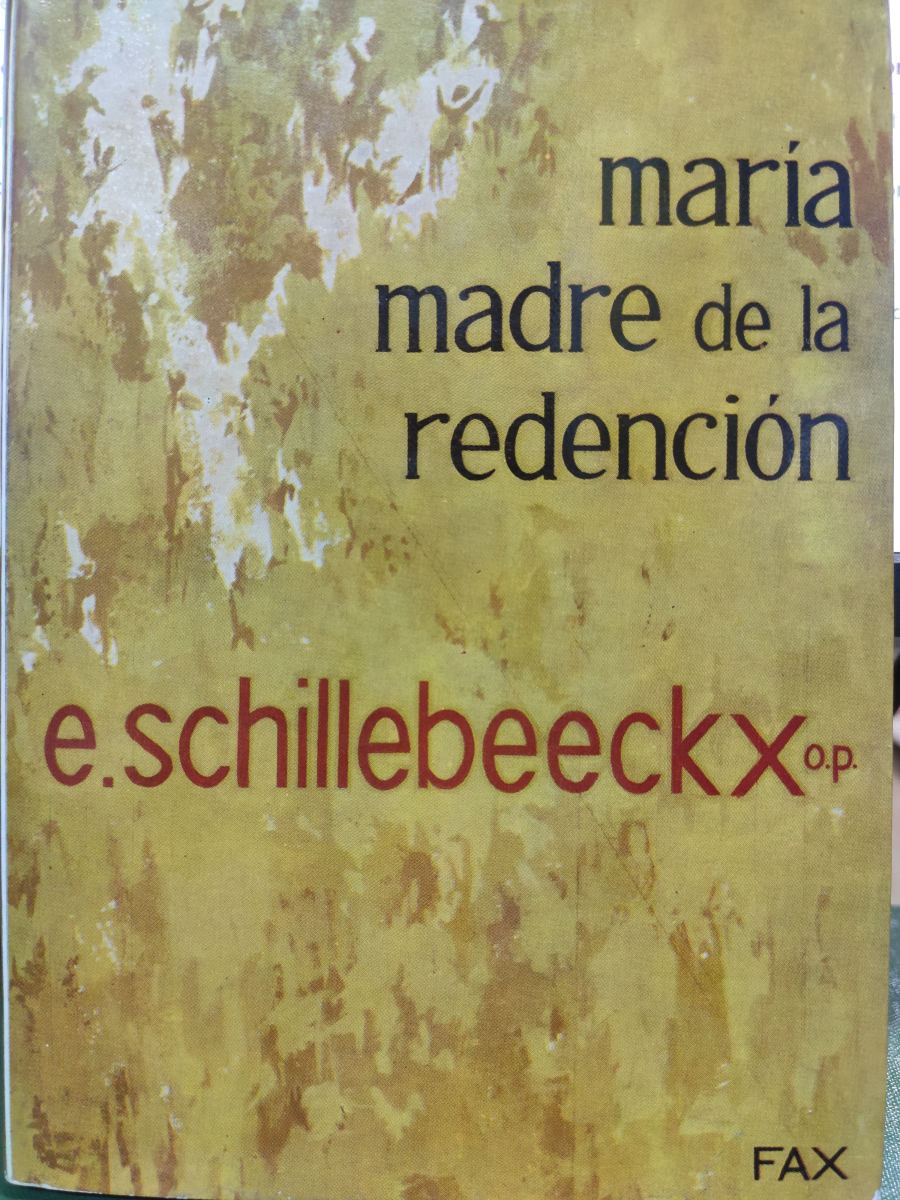 maría
madre de la
redención
e.schillebeeckx o.p.
FAX